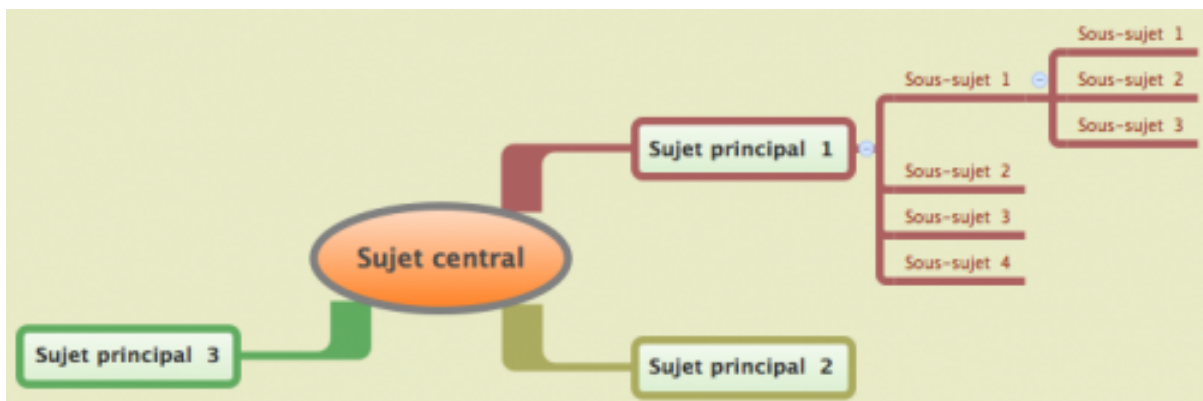 Sujet central
Sujet principal 1
Sous-sujet 1
Sous-sujet 1
Sous-sujet 2
Sous-sujet 3
Sous-sujet 2
Sous-sujet 3
Sous-sujet 4
Sujet principal 2
Sujet principal 3